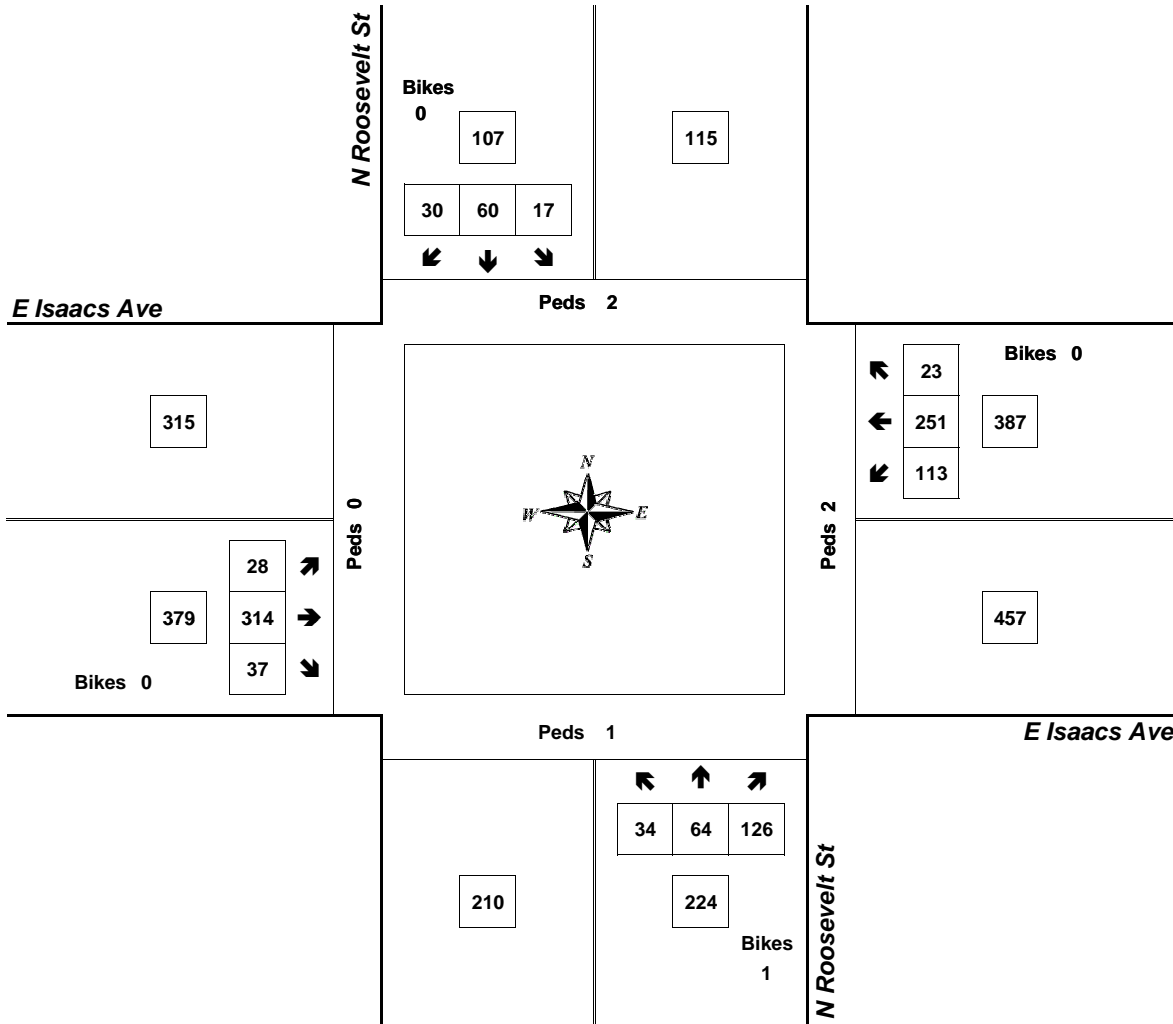 N Roosevelt St
Bikes
0
107
115
30 60 17
E Isaacs Ave
Peds 2
Bikes 0
23
315
251 387
113
N
W E
S
Peds 0
Peds 2
28
379 314
37
457
Bikes 0
Peds 1
E Isaacs Ave
34 64 126
210
224
Bikes
1
N Roosevelt St